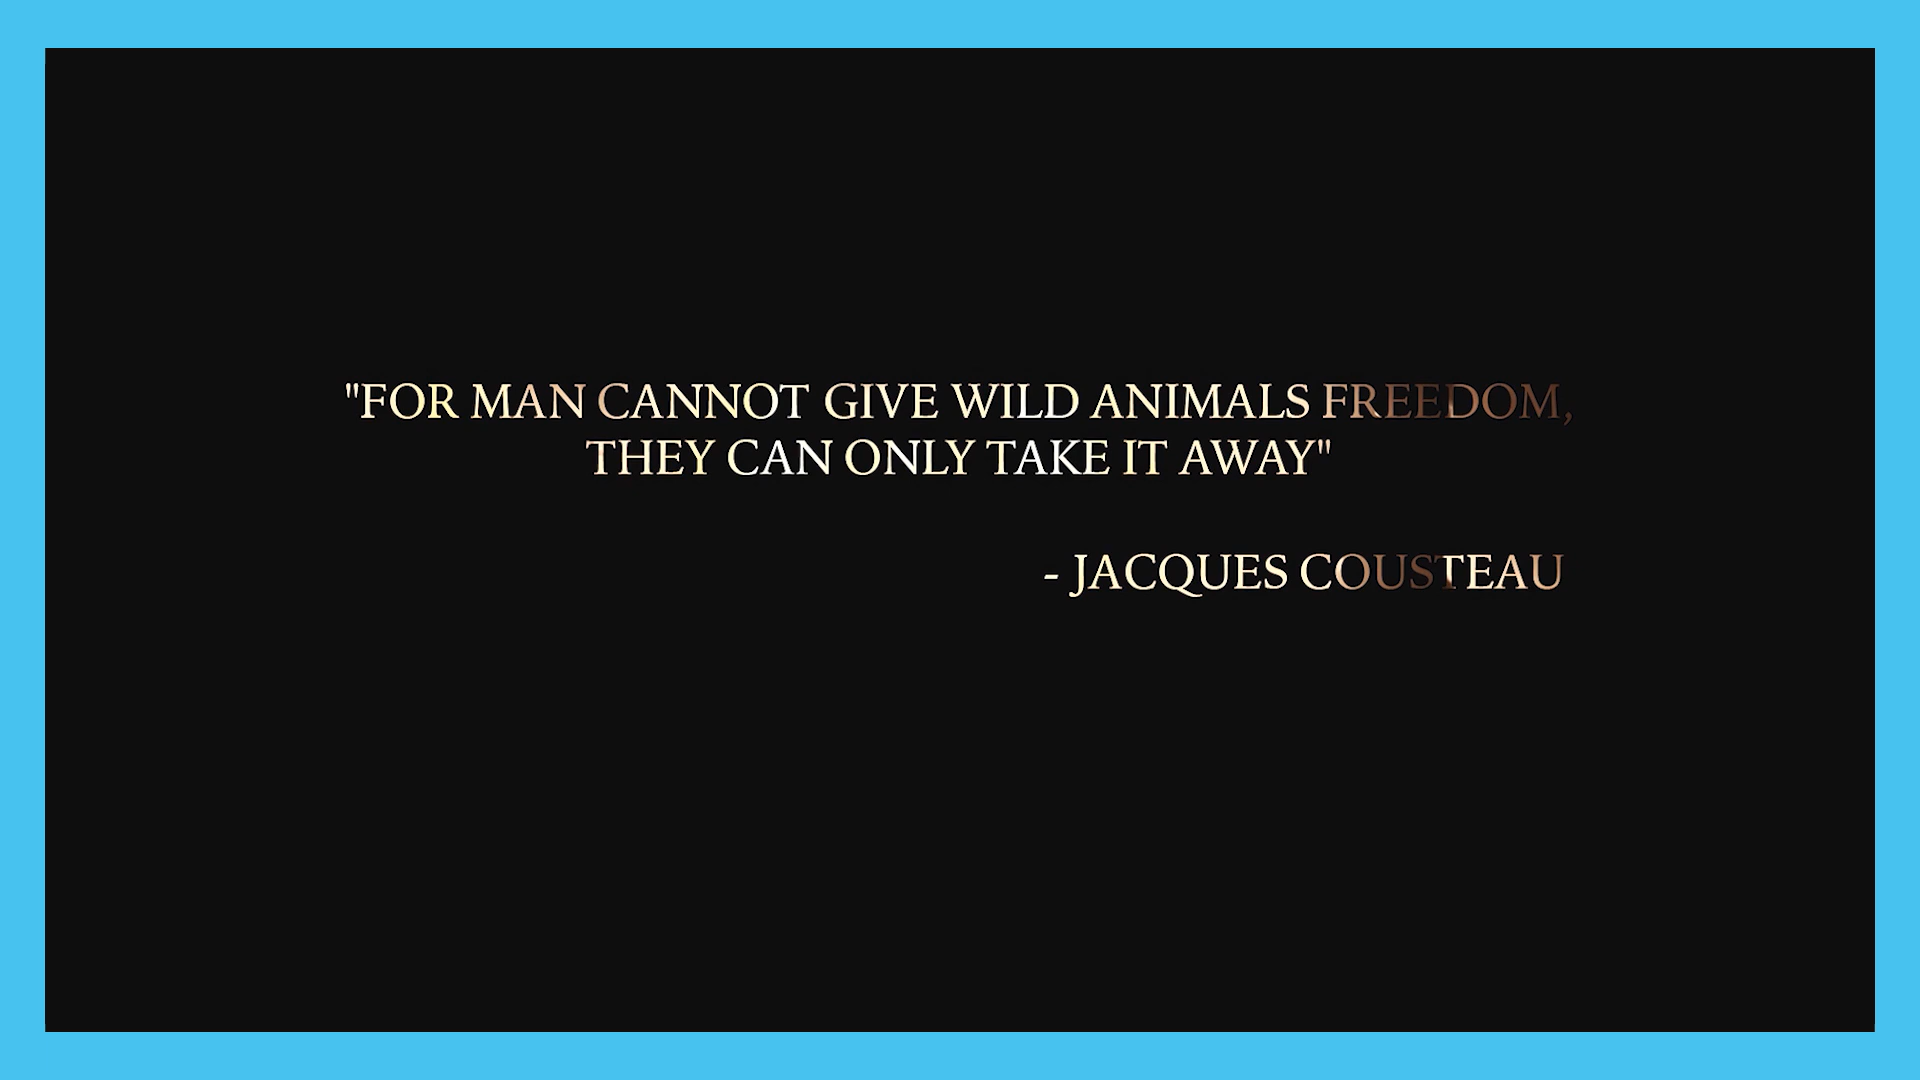 "FOR MAN CANNOT GIVE WILD ANIMALS FREEDOM,
THEY CAN ONLY TAKE IT AWAY"
- JACQUES COUSTEAU